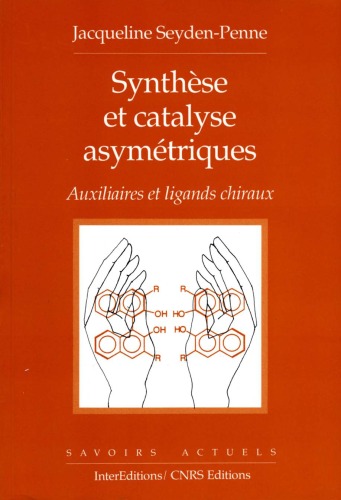 Jacqueline Seyden-Penne
Synthèse
et catalyse
asymétriques
Auxiliaires et ligands chiraux
R R
OH HO
OH HO
R R
SAVOIRS ACTUELS
InterEditions/ CNRS Editions